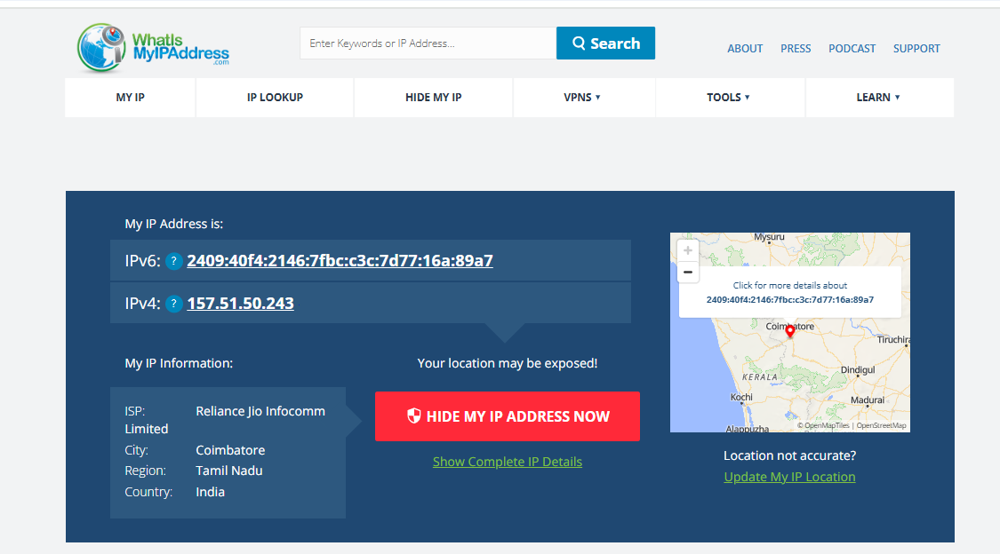 WhatIs
MyIPAddress
.com
Enter Keywords or IP Address...
Search
ABOUT PRESS PODCAST SUPPORT
MY IP IP LOOKUP HIDE MY IP VPNS ▾ TOOLS ▾ LEARN ▾
My IP Address is:
IPv6: ? 2409:40f4:2146:7fbc:c3c:7d77:16a:89a7
IPv4: ? 157.51.50.243
My IP Information:
ISP: Reliance Jio Infocomm
Limited
City: Coimbatore
Region: Tamil Nadu
Country: India
Your location may be exposed!
HIDE MY IP ADDRESS NOW
Show Complete IP Details
Mysuru
+
−
Click for more details about
2409:40f4:2146:7fbc:c3c:7d77:16a:89a7
Coimbatore
Tiruchira
Dindigul
KERALA
Kochi
Madurai
Alappuzha
© OpenMapTiles | OpenStreetMap
Location not accurate?
Update My IP Location